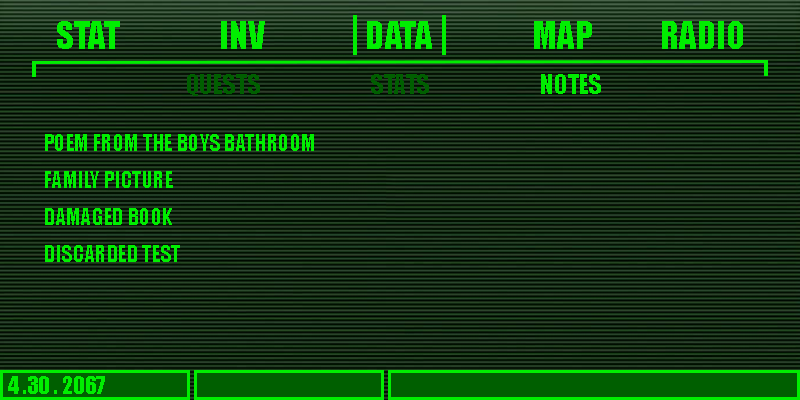 STAT INV DATA MAP RADIO
QUESTS STATS NOTES
POEM FROM THE BOYS BATHROOM
FAMILY PICTURE
DAMAGED BOOK
DISCARDED TEST
4.30.2067